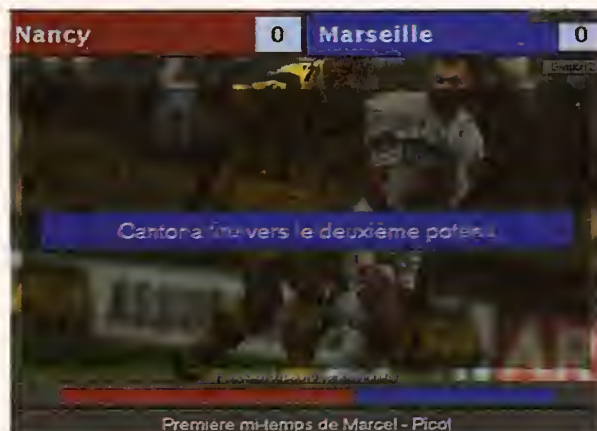 Nancy 0 Marseille 0
Cantona tire vers le deuxième poteau
Première mi-temps de Marcel - Picot